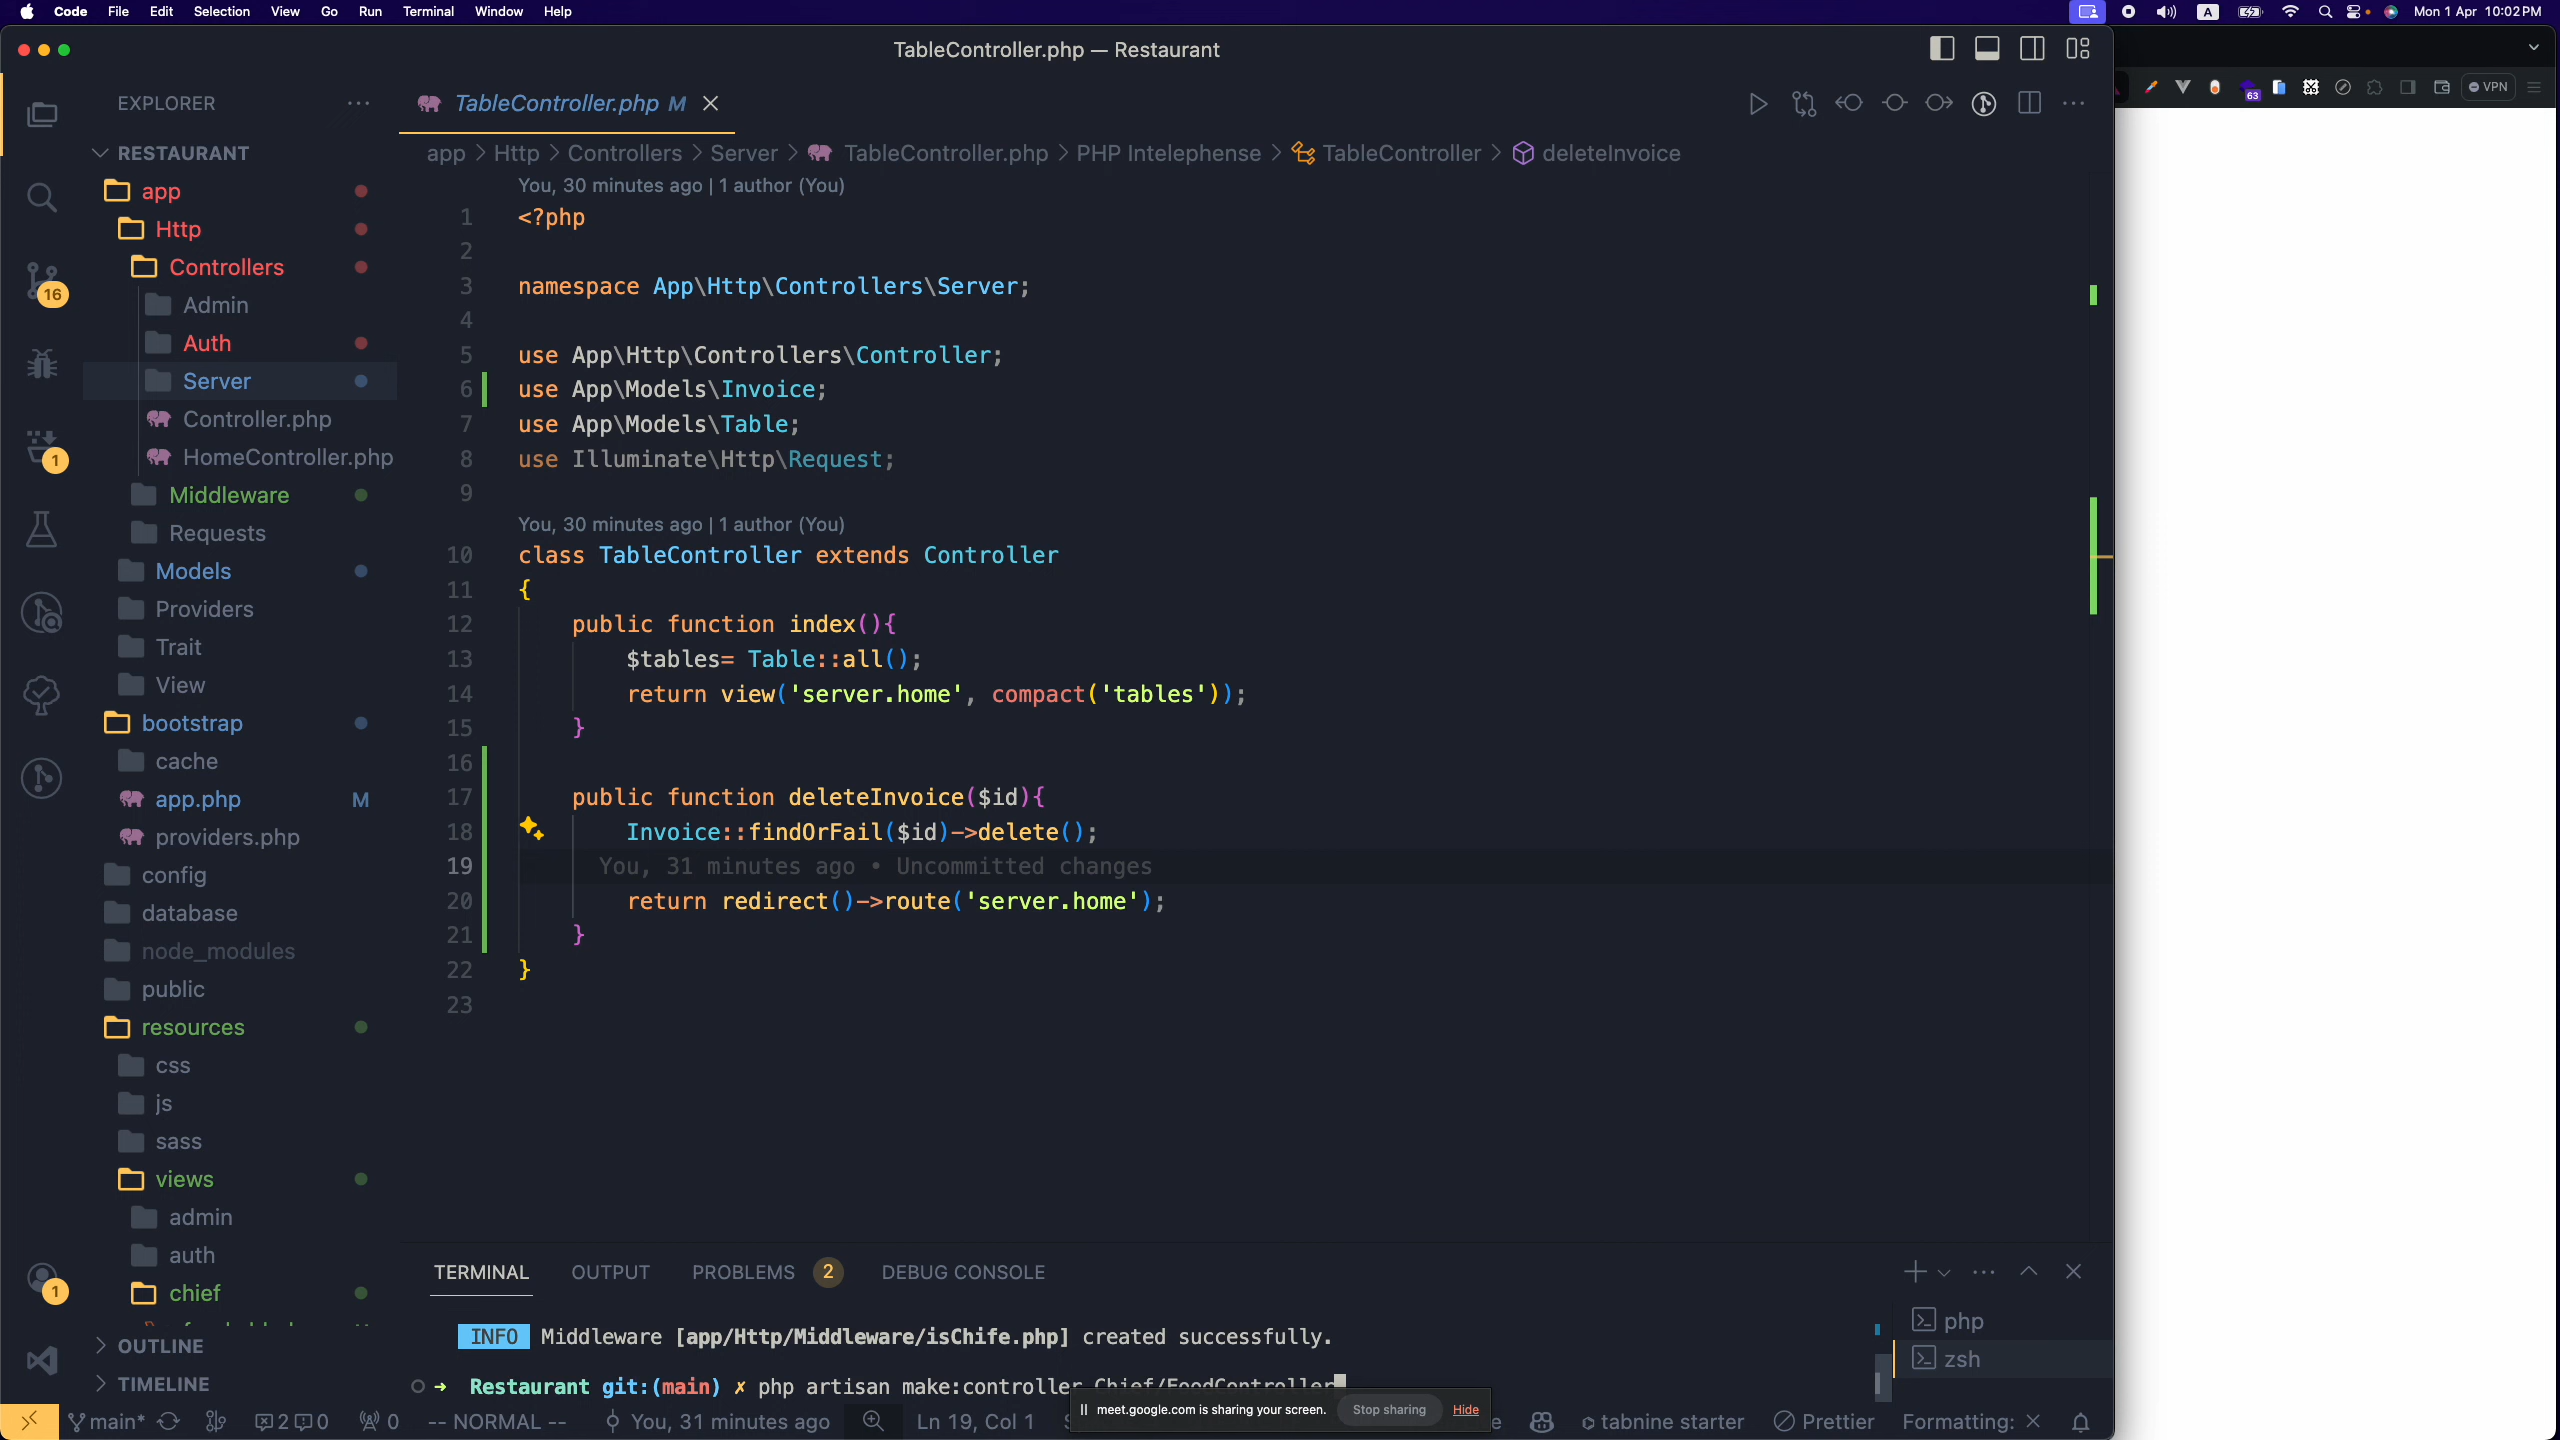 Code File Edit Selection View Go Run Terminal Window Help
A
Mon 1 Apr 10:02 PM
TableController.php — Restaurant
63
VPN
EXPLORER
RESTAURANT
app
Http
Controllers
Admin
Auth
Server
Controller.php
HomeController.php
Middleware
Requests
Models
Providers
Trait
View
bootstrap
cache
app.php M
providers.php
config
database
node_modules
public
resources
css
js
sass
views
admin
auth
chief
OUTLINE
TIMELINE
16
1
1
TableController.php M
app > Http > Controllers > Server > TableController.php > PHP Intelephense > TableController > deleteInvoice
You, 30 minutes ago | 1 author (You)
1 <?php
2
3 namespace App\Http\Controllers\Server;
4
5 use App\Http\Controllers\Controller;
6 use App\Models\Invoice;
7 use App\Models\Table;
8 use Illuminate\Http\Request;
9
You, 30 minutes ago | 1 author (You)
10 class TableController extends Controller
11 {
12 public function index(){
13 $tables= Table::all();
14 return view('server.home', compact('tables'));
15 }
16
17 public function deleteInvoice($id){
18 Invoice::findOrFail($id)->delete();
19 You, 31 minutes ago • Uncommitted changes
20 return redirect()->route('server.home');
21 }
22 }
23
TERMINAL OUTPUT PROBLEMS 2 DEBUG CONSOLE
INFO Middleware [app/Http/Middleware/isChife.php] created successfully.
➜ Restaurant git:(main) ✗ php artisan make:controller Chief/FoodController
php
zsh
meet.google.com is sharing your screen. Stop sharing Hide
main* 2 0 0 -- NORMAL -- You, 31 minutes ago Ln 19, Col 1 tabnine starter Prettier Formatting: ×